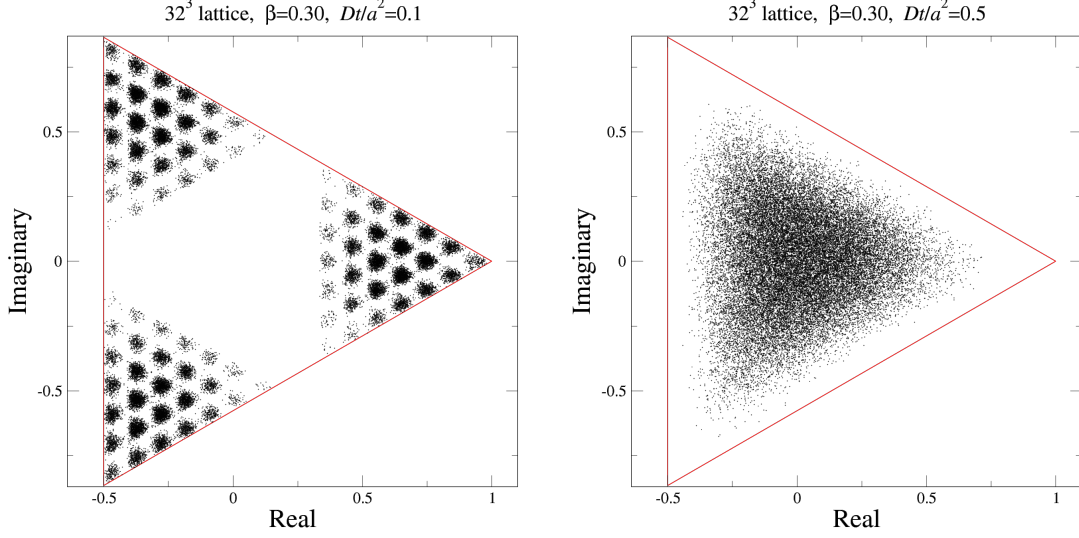 32³ lattice, β=0.30, Dt/a²=0.1
Imaginary
0.5
0
-0.5
-0.5 0 0.5 1
Real
32³ lattice, β=0.30, Dt/a²=0.5
Imaginary
0.5
0
-0.5
-0.5 0 0.5 1
Real